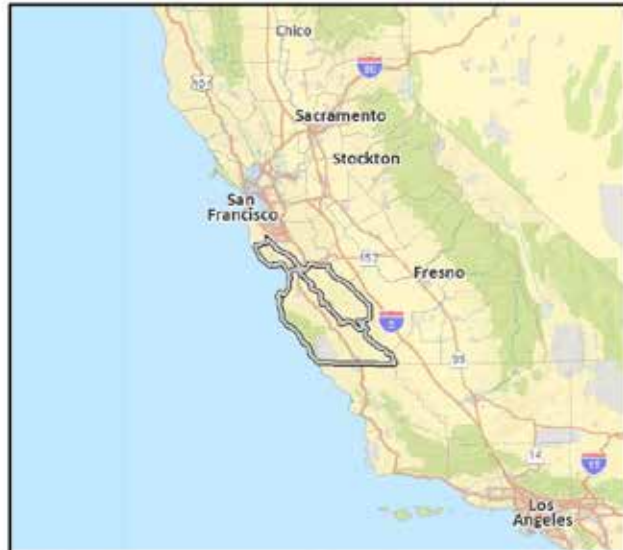 Chico
80
101
Sacramento
Stockton
San
Francisco
152
Fresno
5
99
14
15
Los
Angeles